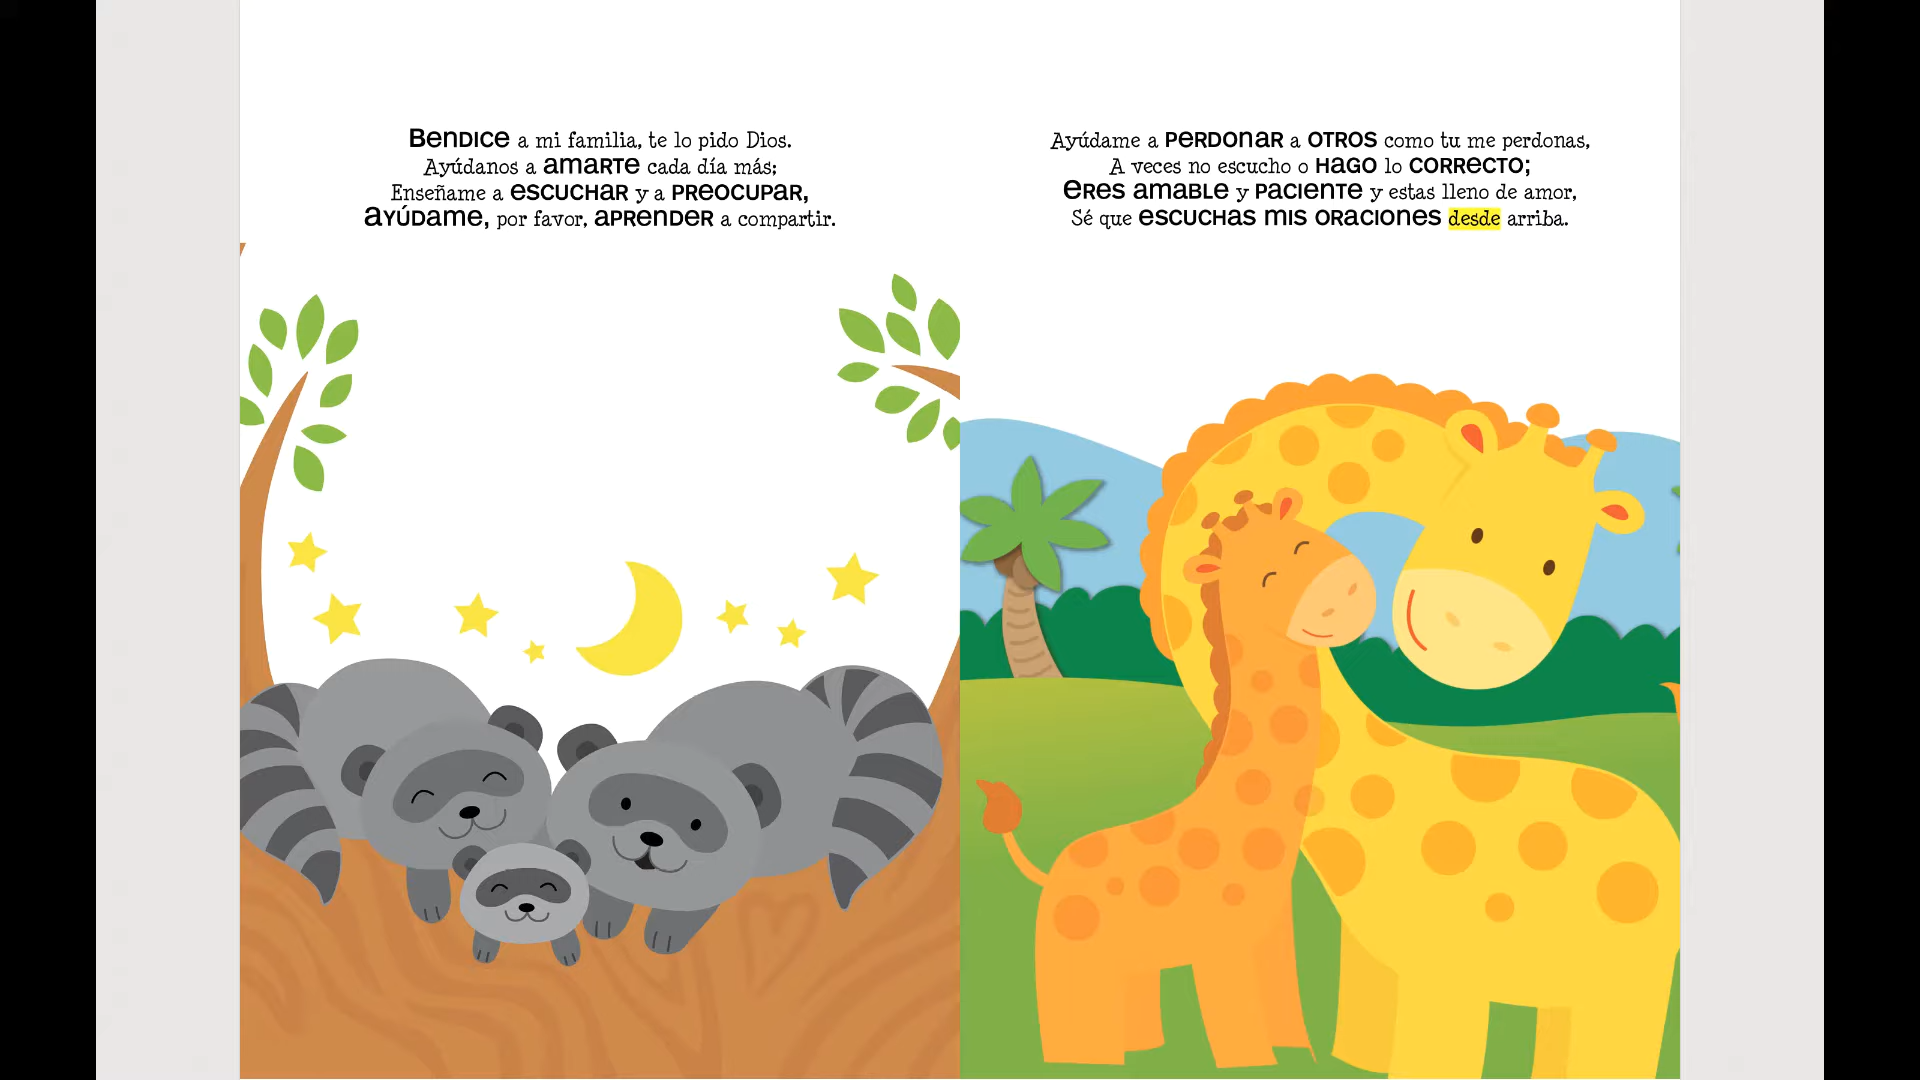 Bendice a mi familia, te lo pido Dios.
Ayúdanos a amarte cada día más;
Enseñame a escuchar y a preocupar,
ayúdame, por favor, aprender a compartir.
Ayúdame a perdonar a otros como tu me perdonas,
A veces no escucho o hago lo correcto;
eres amable y paciente y estas lleno de amor,
Sé que escuchas mis oraciones desde arriba.